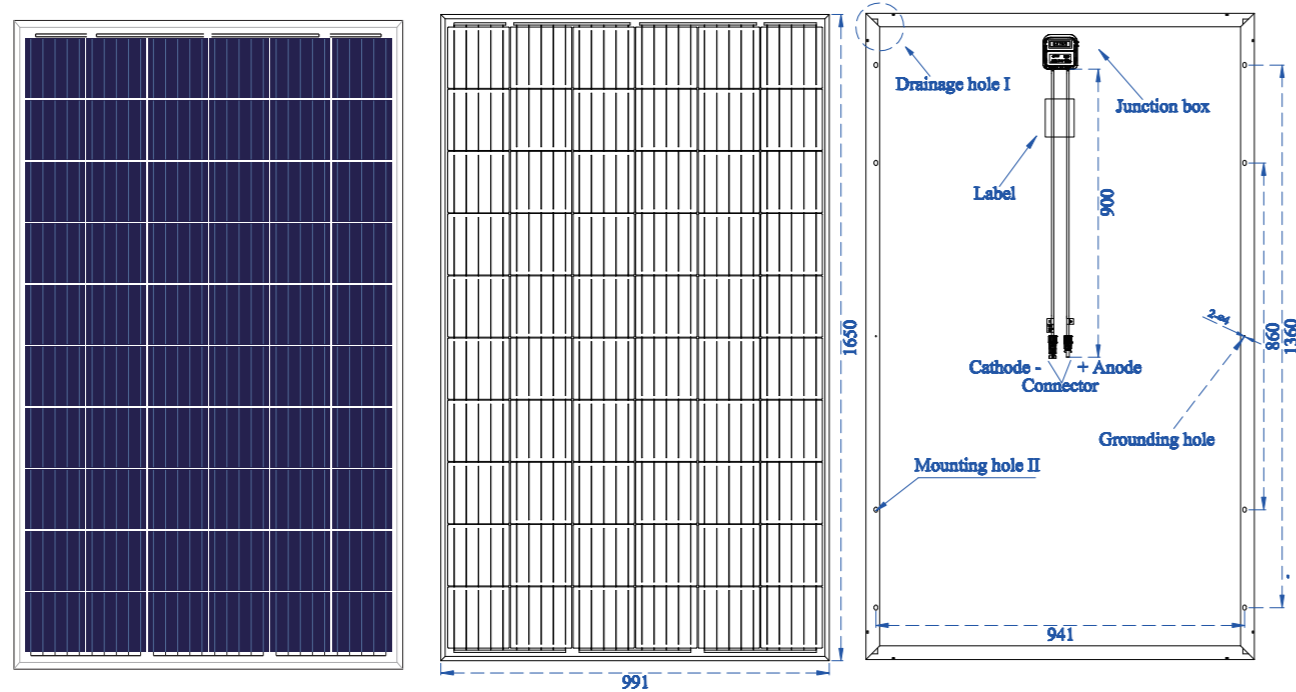 Drainage hole I
Junction box
Label
900
1650
2-ø4
860
1360
Cathode -
+ Anode
Connector
Grounding hole
Mounting hole II
941
991